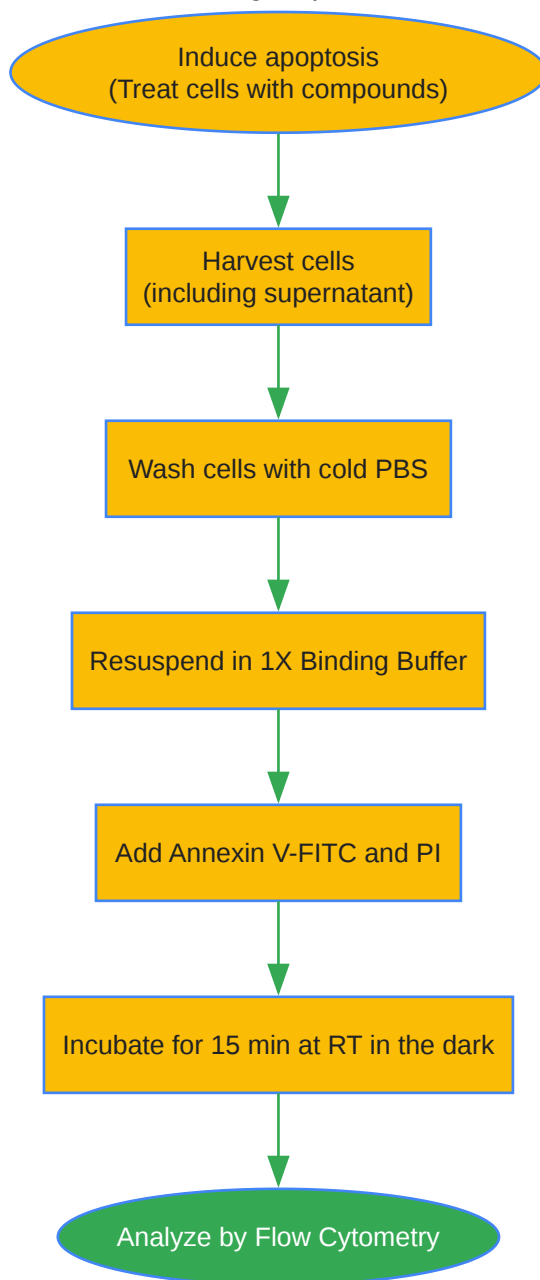 Induce apoptosis
(Treat cells with compounds)
Harvest cells
(including supernatant)
Wash cells with cold PBS
Resuspend in 1X Binding Buffer
Add Annexin V-FITC and PI
Incubate for 15 min at RT in the dark
Analyze by Flow Cytometry